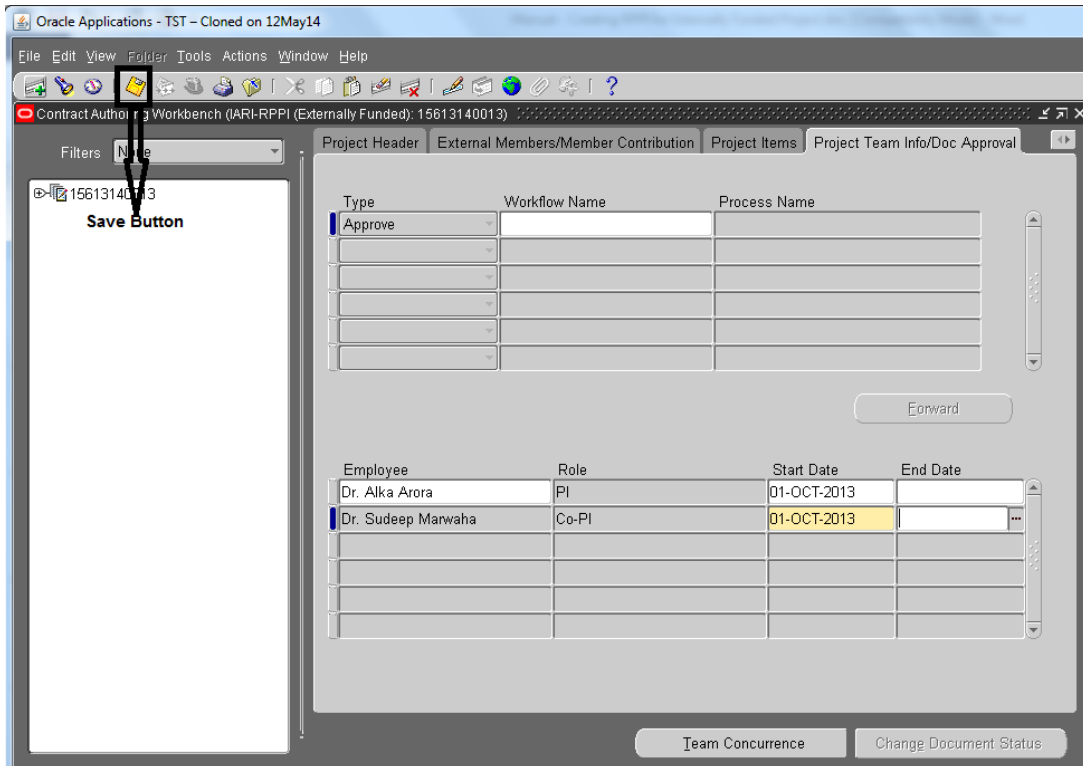 Oracle Applications - TST – Cloned on 12May14
File Edit View Folder Tools Actions Window Help
Contract Authoring Workbench (IARI-RPPI (Externally Funded): 15613140013)
Filters None
Project Header External Members/Member Contribution Project Items Project Team Info/Doc Approval
15613140013
Save Button
Type Workflow Name Process Name
Approve
Forward
Employee Role Start Date End Date
Dr. Alka Arora PI 01-OCT-2013
Dr. Sudeep Marwaha Co-PI 01-OCT-2013
Team Concurrence Change Document Status